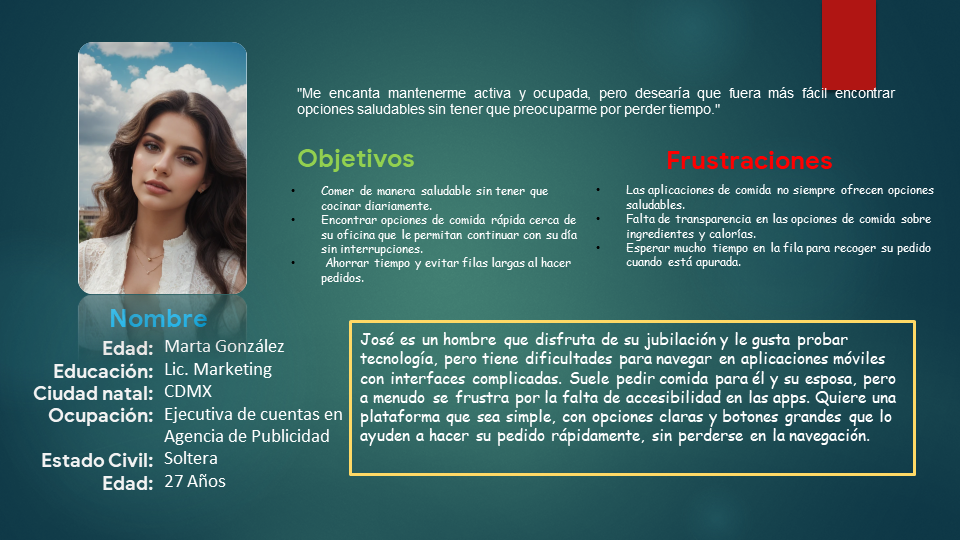 "Me encanta mantenerme activa y ocupada, pero desearía que fuera más fácil encontrar
opciones saludables sin tener que preocuparme por perder tiempo."
Objetivos
• Comer de manera saludable sin tener que
cocinar diariamente.
• Encontrar opciones de comida rápida cerca de
su oficina que le permitan continuar con su día
sin interrupciones.
• Ahorrar tiempo y evitar filas largas al hacer
pedidos.
Frustraciones
• Las aplicaciones de comida no siempre ofrecen opciones
saludables.
• Falta de transparencia en las opciones de comida sobre
ingredientes y calorías.
• Esperar mucho tiempo en la fila para recoger su pedido
cuando está apurada.
Nombre
Edad: Marta González
Educación: Lic. Marketing
Ciudad natal: CDMX
Ocupación: Ejecutiva de cuentas en
Agencia de Publicidad
Estado Civil: Soltera
Edad: 27 Años
José es un hombre que disfruta de su jubilación y le gusta probar
tecnología, pero tiene dificultades para navegar en aplicaciones móviles
con interfaces complicadas. Suele pedir comida para él y su esposa, pero
a menudo se frustra por la falta de accesibilidad en las apps. Quiere una
plataforma que sea simple, con opciones claras y botones grandes que lo
ayuden a hacer su pedido rápidamente, sin perderse en la navegación.